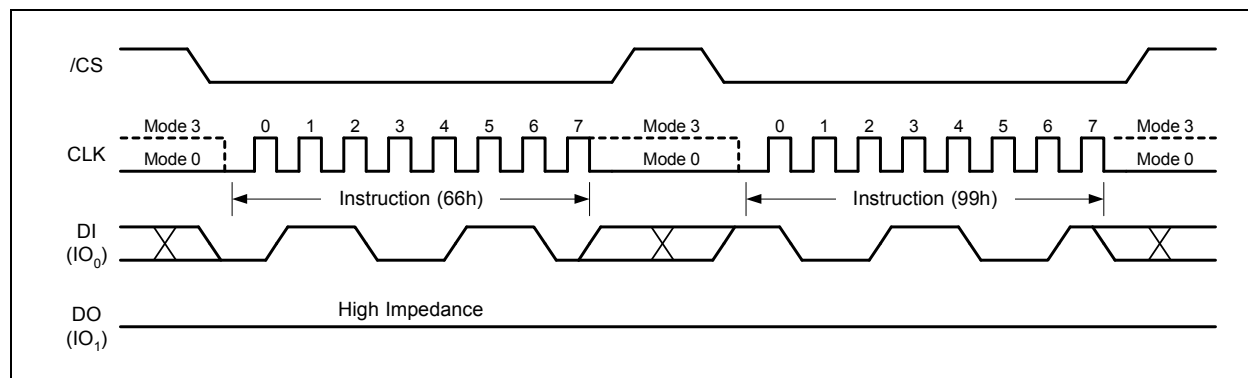 /CS
Mode 3 0 1 2 3 4 5 6 7 Mode 3 0 1 2 3 4 5 6 7 Mode 3
CLK
Mode 0 Mode 0 Mode 0
Instruction (66h) Instruction (99h)
DI
(IO₀)
High Impedance
DO
(IO₁)